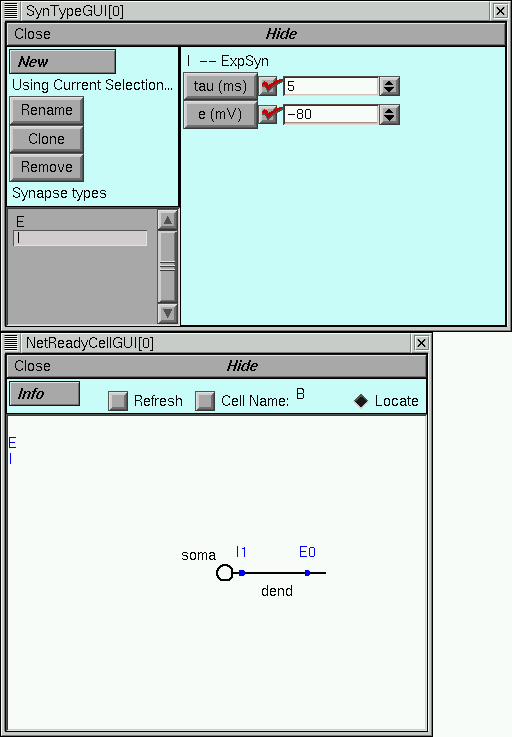 SynTypeGUI[0]
Close Hide
New
Using Current Selection...
Rename
Clone
Remove
Synapse types
E
I
I -- ExpSyn
tau (ms) 5
e (mV) -80
NetReadyCellGUI[0]
Close Hide
Info Refresh Cell Name: B Locate
E
I
soma I1 E0
dend